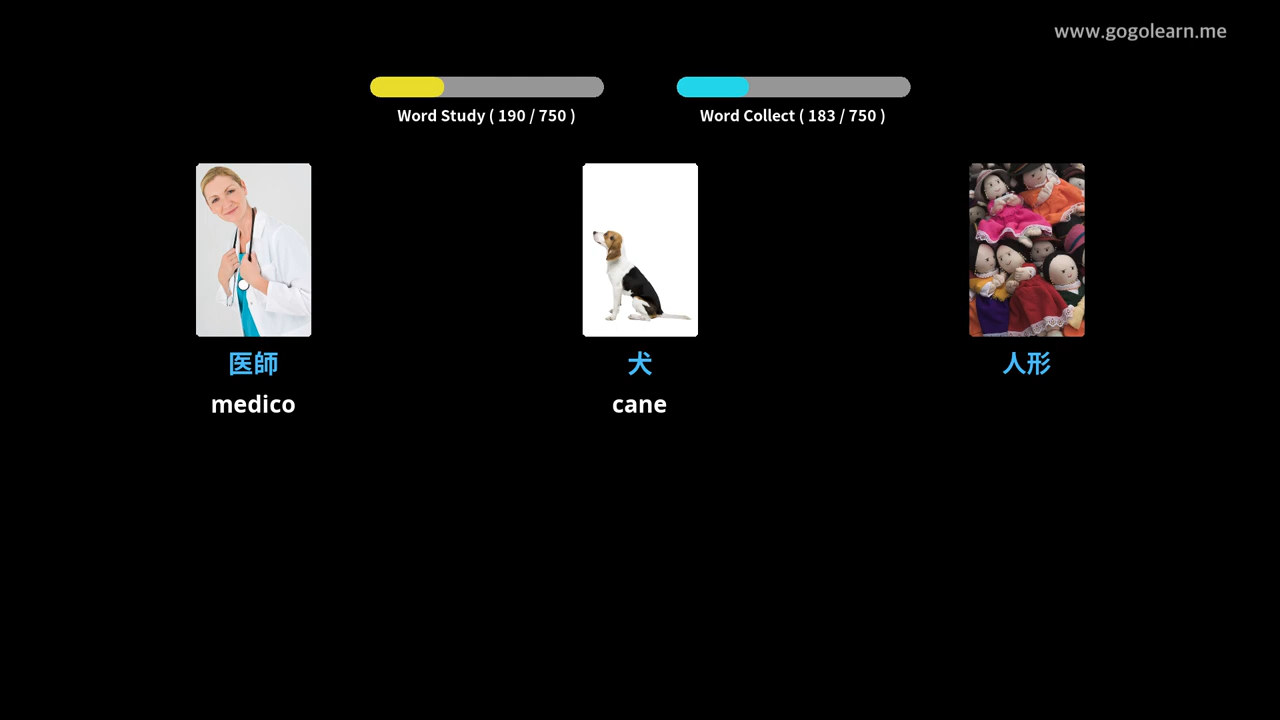 www.gogolearn.me
Word Study ( 190 / 750 )
Word Collect ( 183 / 750 )
医師
犬
人形
medico
cane